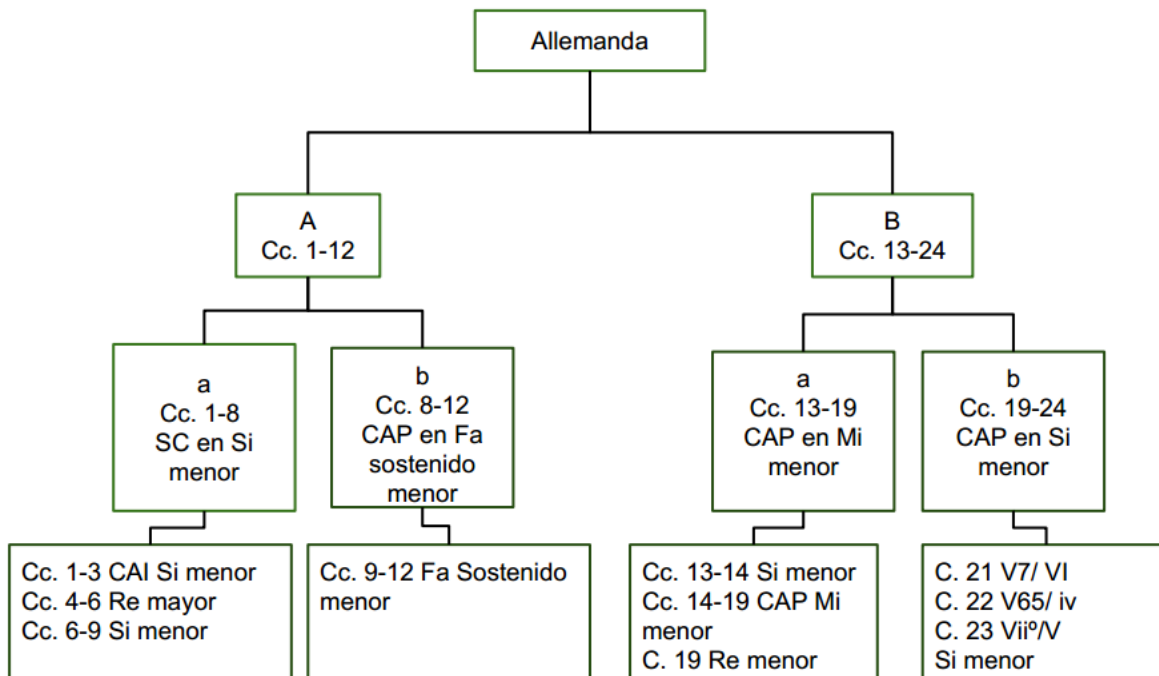 Allemanda
A
Cc. 1-12
B
Cc. 13-24
a
Cc. 1-8
SC en Si
menor
b
Cc. 8-12
CAP en Fa
sostenido
menor
a
Cc. 13-19
CAP en Mi
menor
b
Cc. 19-24
CAP en Si
menor
Cc. 1-3 CAI Si menor
Cc. 4-6 Re mayor
Cc. 6-9 Si menor
Cc. 9-12 Fa Sostenido
menor
Cc. 13-14 Si menor
Cc. 14-19 CAP Mi
menor
C. 19 Re menor
C. 21 V7/ VI
C. 22 V65/ iv
C. 23 Viiº/V
Si menor